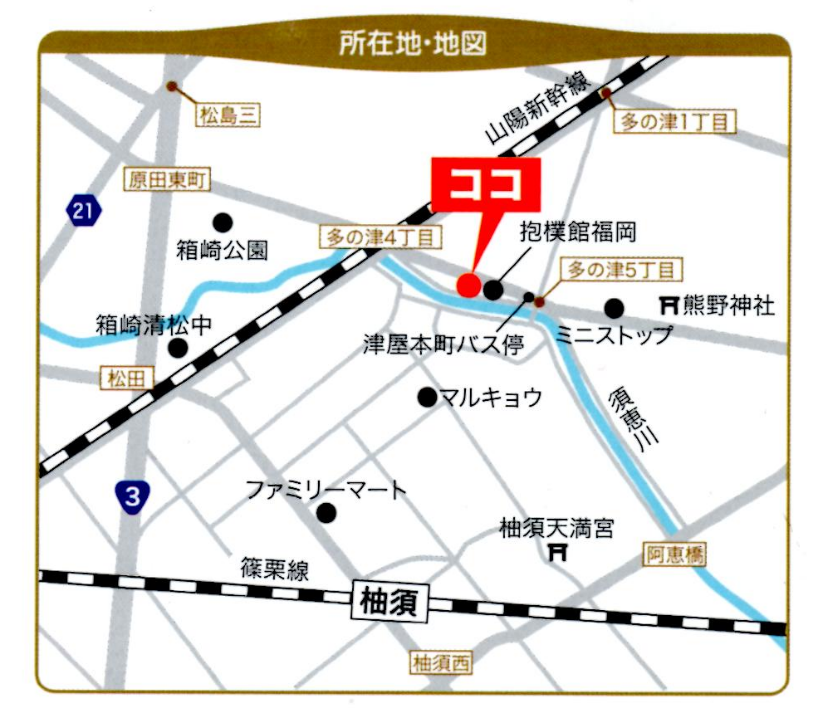 所在地・地図
松島三
山陽新幹線
多の津1丁目
原田東町
ココ
21
箱崎公園
多の津4丁目
抱樸館福岡
多の津5丁目
熊野神社
箱崎清松中
津屋本町バス停
ミニストップ
松田
マルキョウ
須恵川
3
ファミリーマート
柚須天満宮
阿恵橋
篠栗線
柚須
柚須西